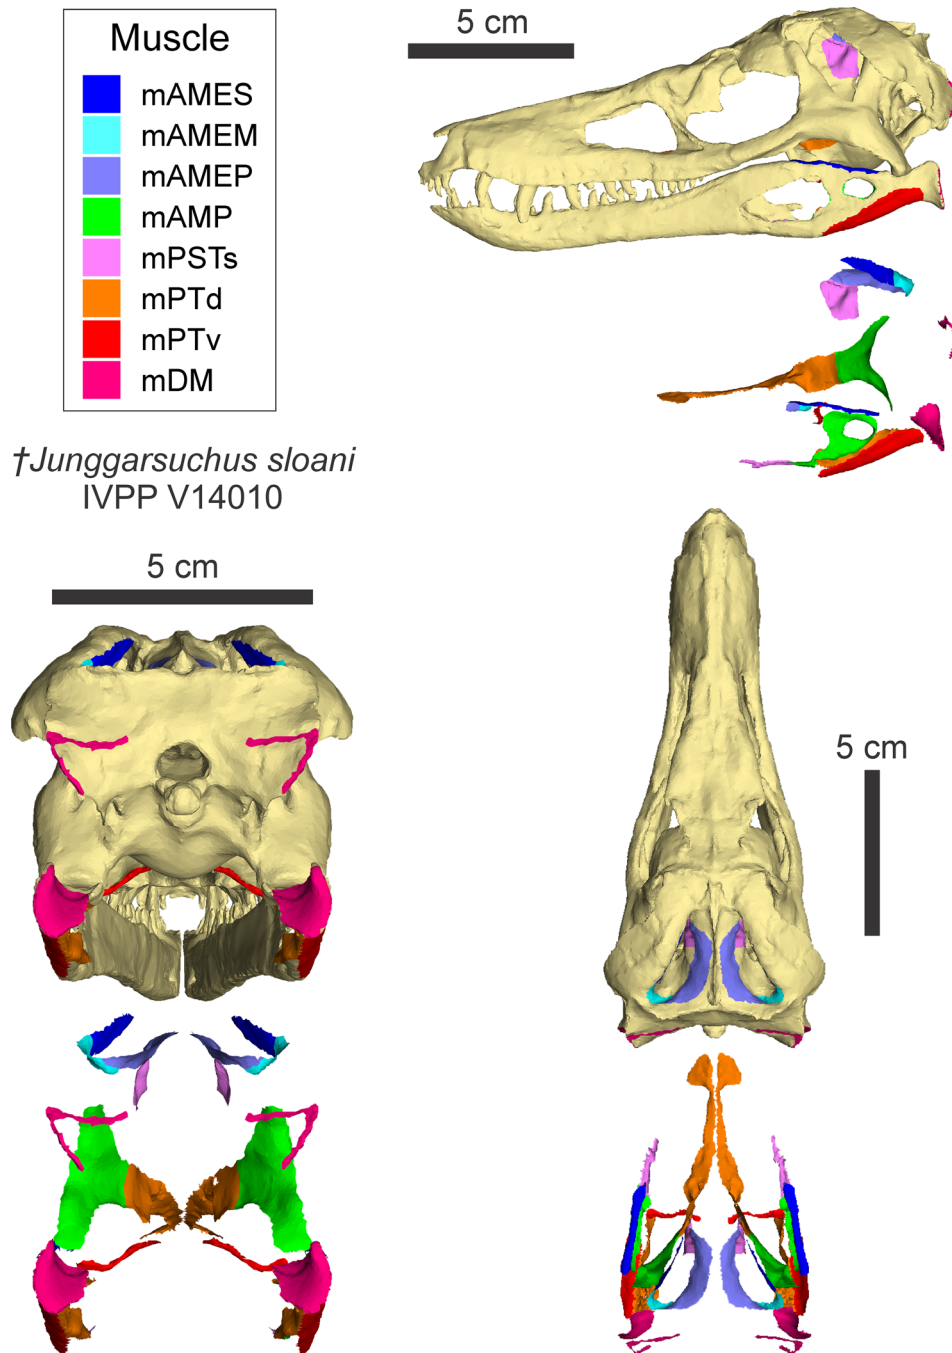 Muscle
mAMES
mAMEM
mAMEP
mAMP
mPSTs
mPTd
mPTv
mDM
5 cm
†Junggarsuchus sloani
IVPP V14010
5 cm
5 cm